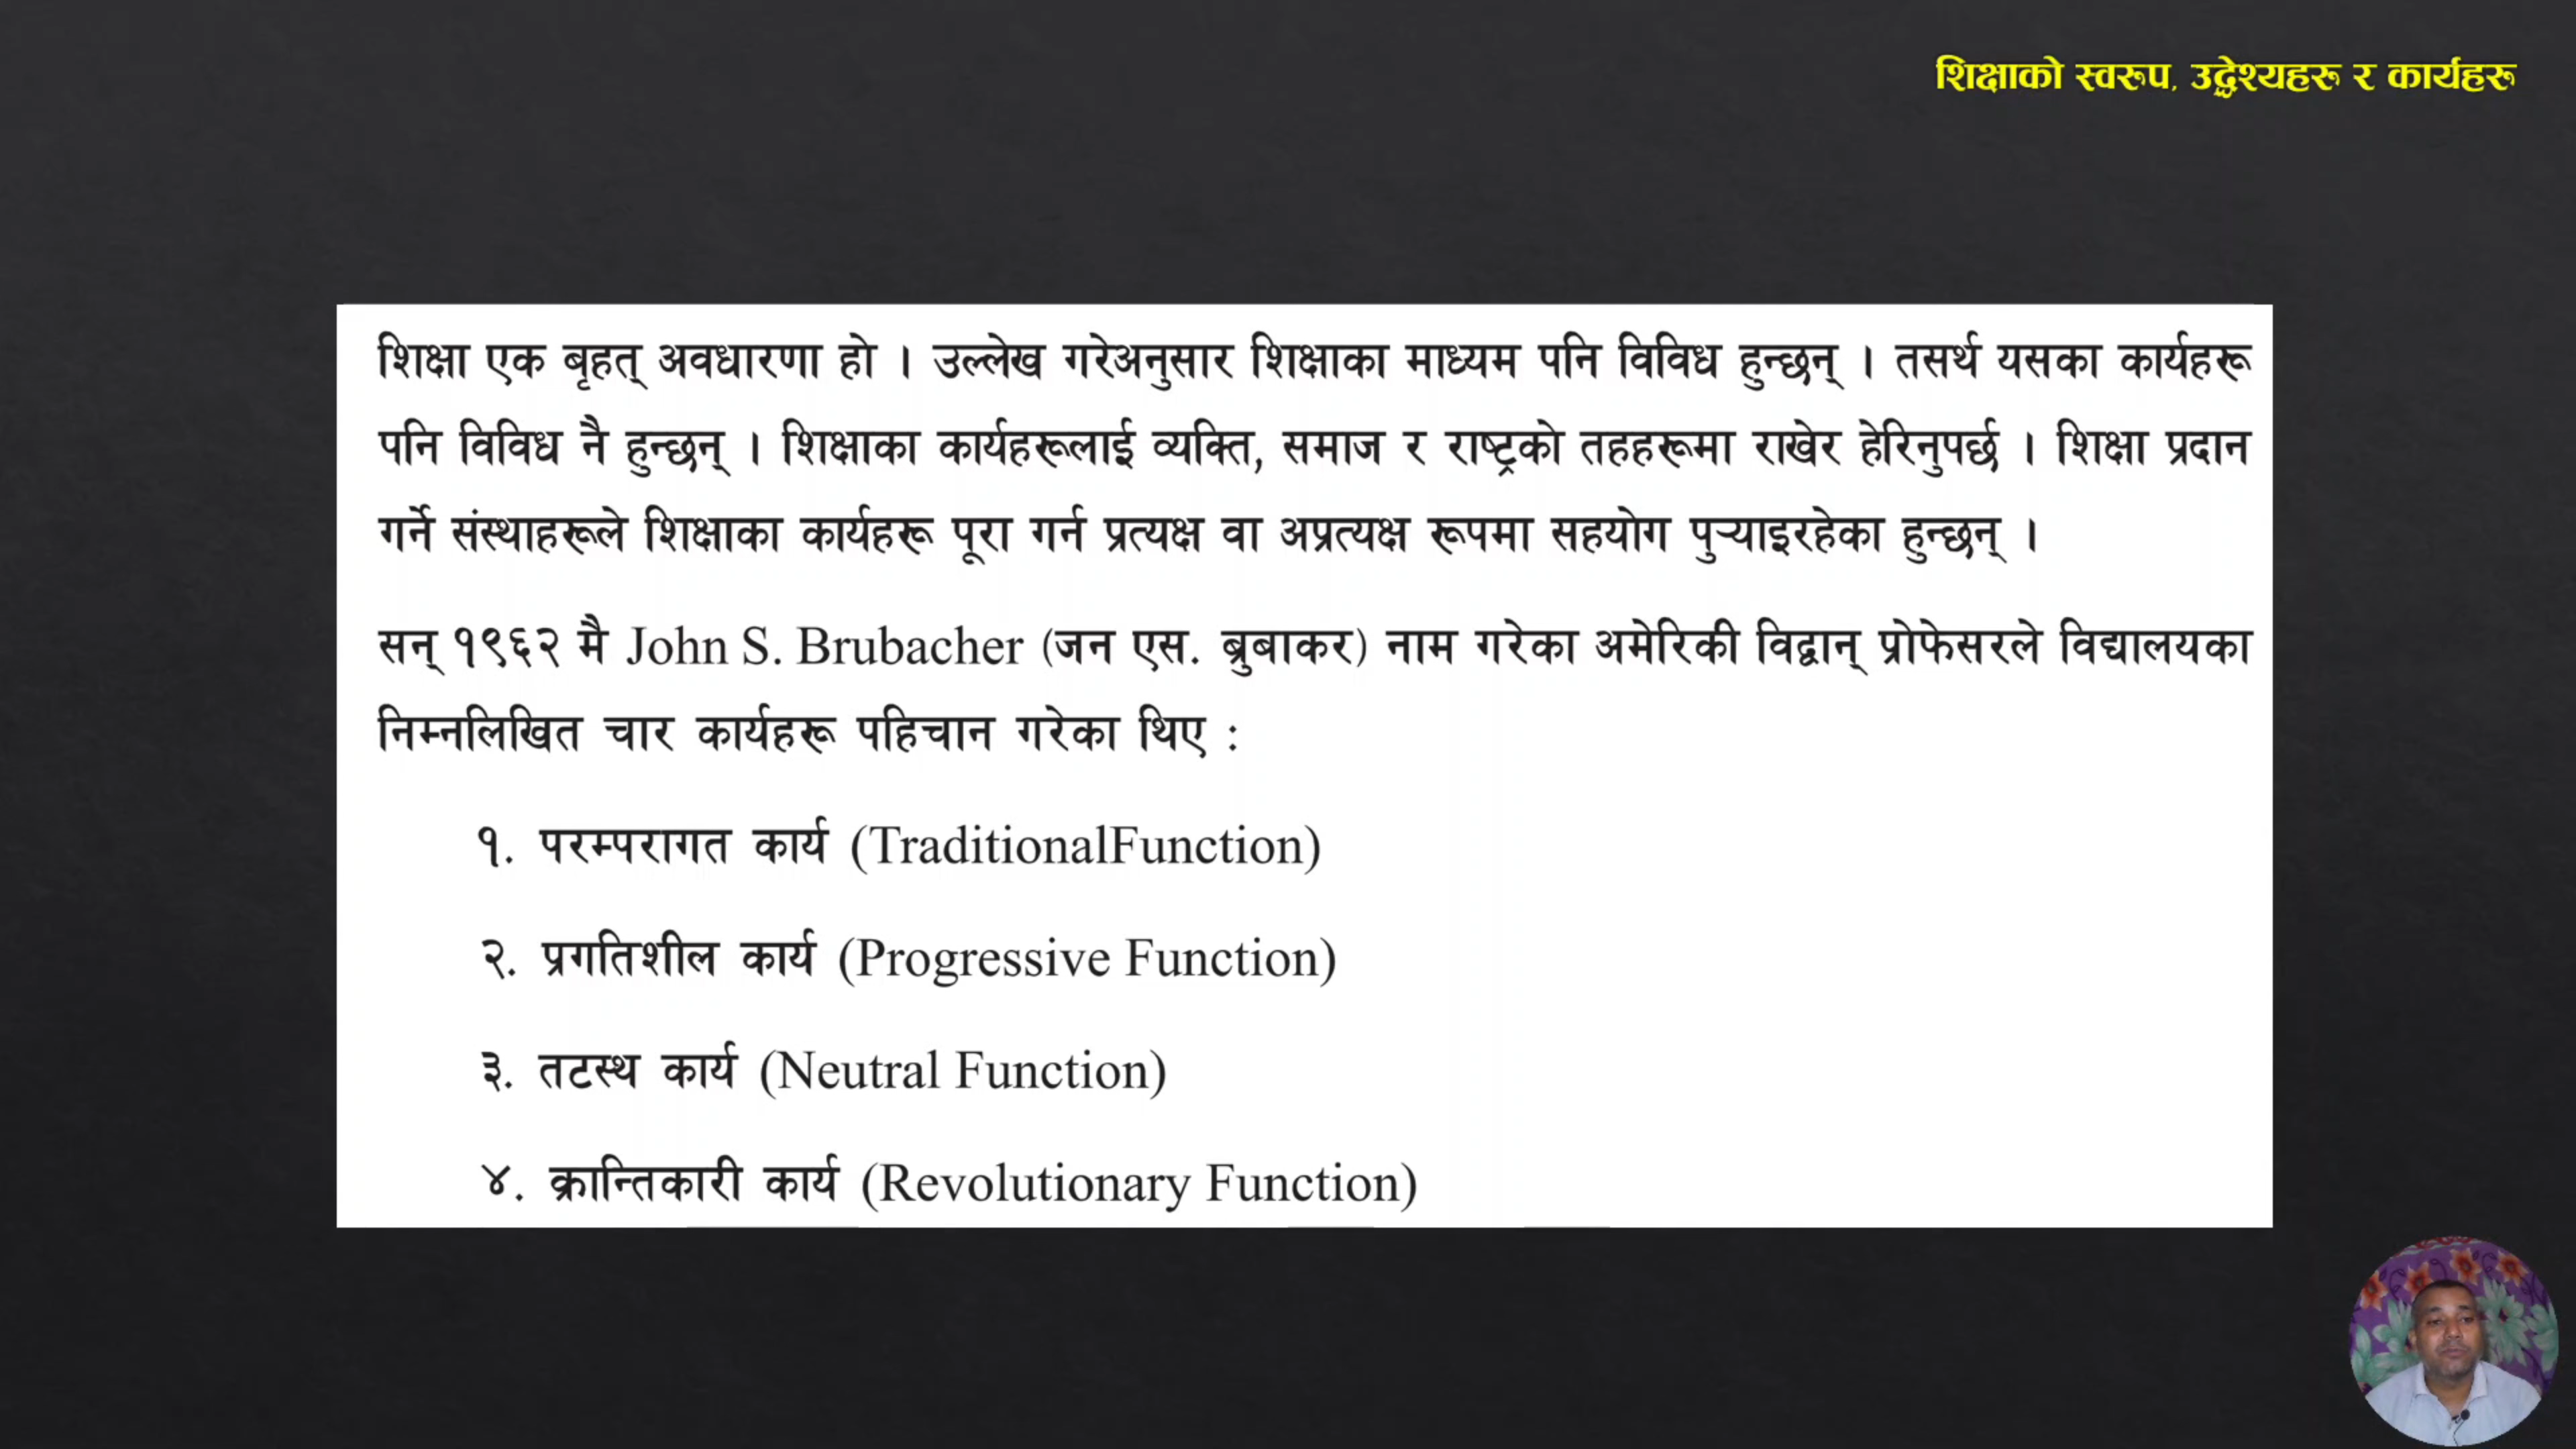 शिक्षाको स्वरूप, उद्देश्यहरू र कार्यहरू
शिक्षा एक बृहत् अवधारणा हो । उल्लेख गरेअनुसार शिक्षाका माध्यम पनि विविध हुन्छन् । तसर्थ यसका कार्यहरू
पनि विविध नै हुन्छन् । शिक्षाका कार्यहरूलाई व्यक्ति, समाज र राष्ट्रको तहहरूमा राखेर हेरिनुपर्छ । शिक्षा प्रदान
गर्ने संस्थाहरूले शिक्षाका कार्यहरू पूरा गर्न प्रत्यक्ष वा अप्रत्यक्ष रूपमा सहयोग पुर्‍याइरहेका हुन्छन् ।
सन् १९६२ मै John S. Brubacher (जन एस. ब्रुबाकर) नाम गरेका अमेरिकी विद्वान् प्रोफेसरले विद्यालयका
निम्नलिखित चार कार्यहरू पहिचान गरेका थिए :
१. परम्परागत कार्य (TraditionalFunction)
२. प्रगतिशील कार्य (Progressive Function)
३. तटस्थ कार्य (Neutral Function)
४. क्रान्तिकारी कार्य (Revolutionary Function)